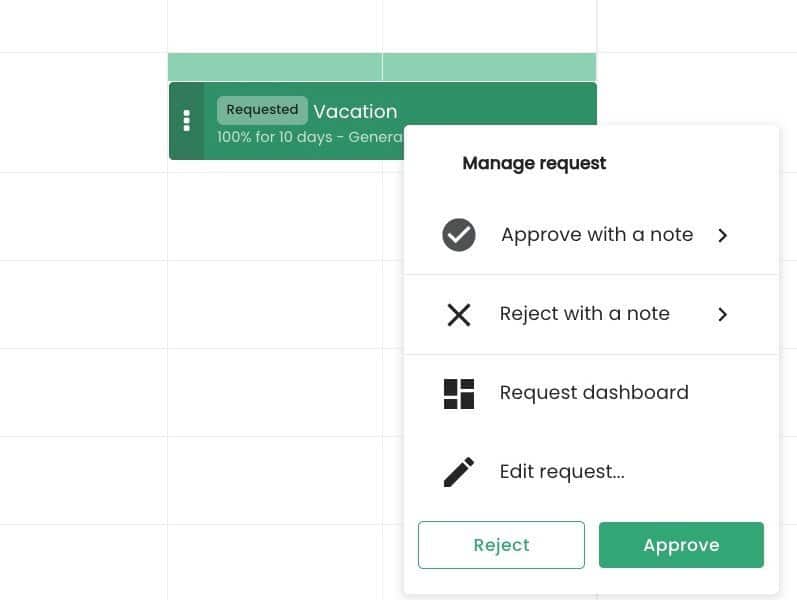 Requested Vacation
100% for 10 days - Genera
Manage request
Approve with a note
Reject with a note
Request dashboard
Edit request...
Reject Approve